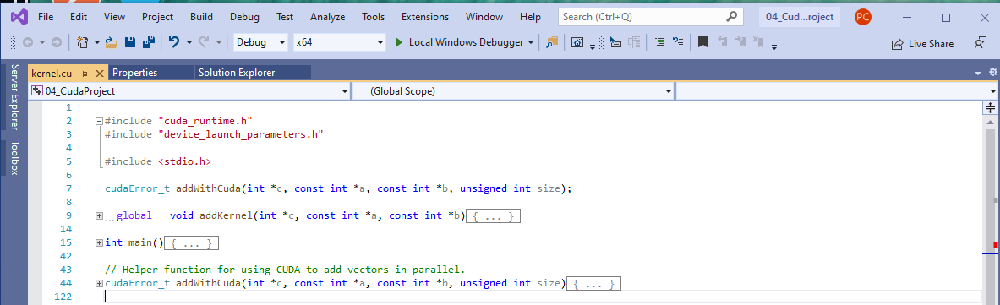 File Edit View Project Build Debug Test Analyze Tools Extensions Window Help Search (Ctrl+Q) 04_Cud...roject PC
Debug x64 Local Windows Debugger Live Share
kernel.cu Properties Solution Explorer
04_CudaProject (Global Scope)
Server Explorer
Toolbox
1
2 #include "cuda_runtime.h"
3 #include "device_launch_parameters.h"
4
5 #include <stdio.h>
6
7 cudaError_t addWithCuda(int *c, const int *a, const int *b, unsigned int size);
8
9 __global__ void addKernel(int *c, const int *a, const int *b){ ... }
14
15 int main(){ ... }
42
43 // Helper function for using CUDA to add vectors in parallel.
44 cudaError_t addWithCuda(int *c, const int *a, const int *b, unsigned int size){ ... }
122